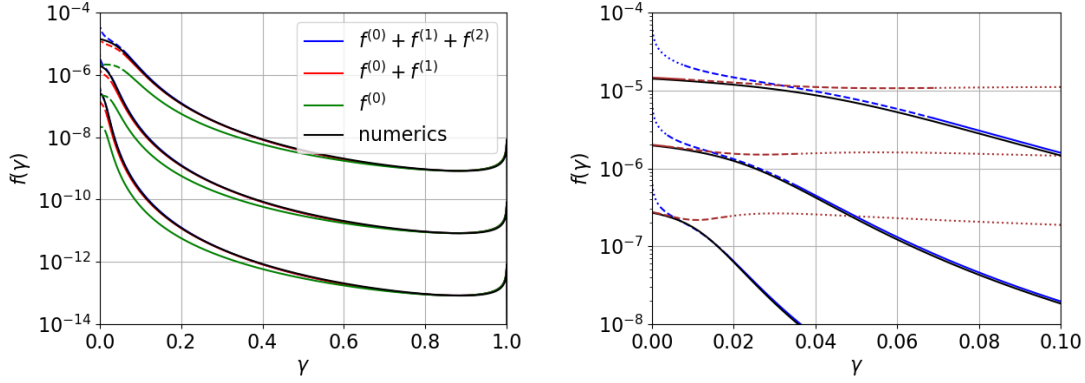 10⁻⁴
10⁻⁶
10⁻⁸
10⁻¹⁰
10⁻¹²
10⁻¹⁴
f(γ)
0.0 0.2 0.4 0.6 0.8 1.0
γ
f⁽⁰⁾ + f⁽¹⁾ + f⁽²⁾
f⁽⁰⁾ + f⁽¹⁾
f⁽⁰⁾
numerics
10⁻⁴
10⁻⁵
10⁻⁶
10⁻⁷
10⁻⁸
f(γ)
0.00 0.02 0.04 0.06 0.08 0.10
γ